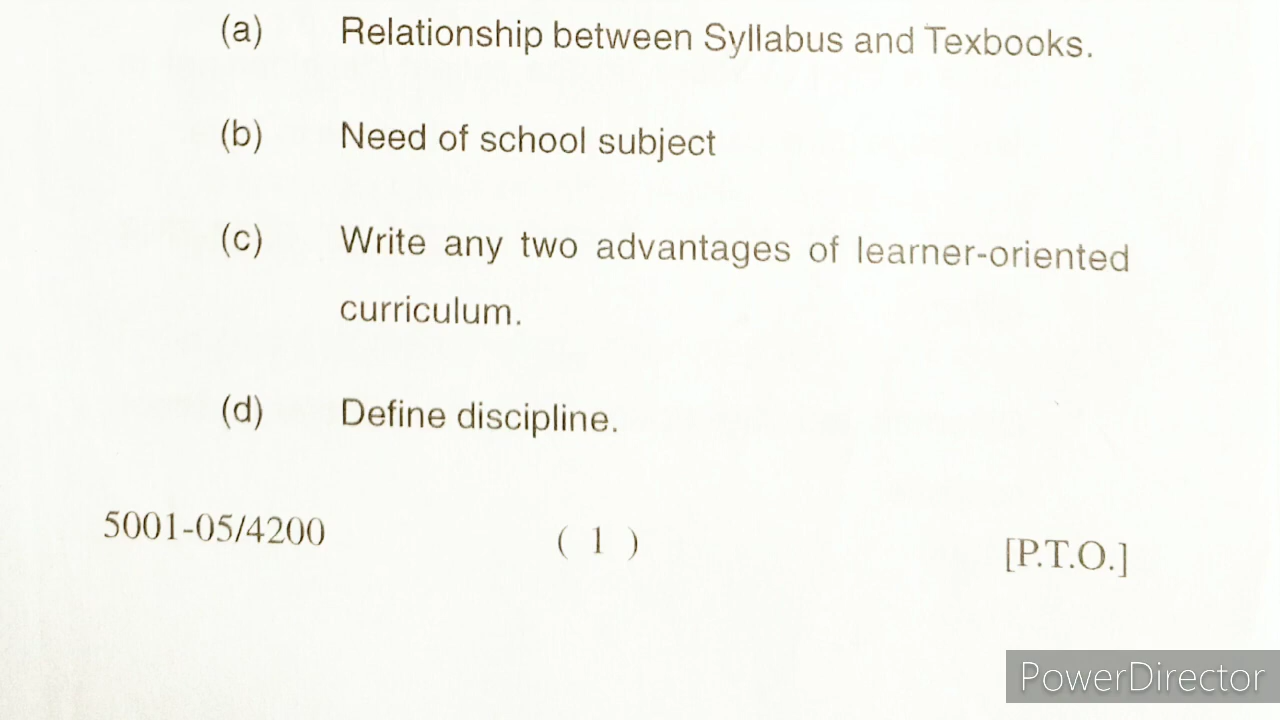 (a) Relationship between Syllabus and Texbooks.
(b) Need of school subject
(c) Write any two advantages of learner-oriented
curriculum.
(d) Define discipline.
5001-05/4200 ( 1 ) [P.T.O.]
PowerDirector